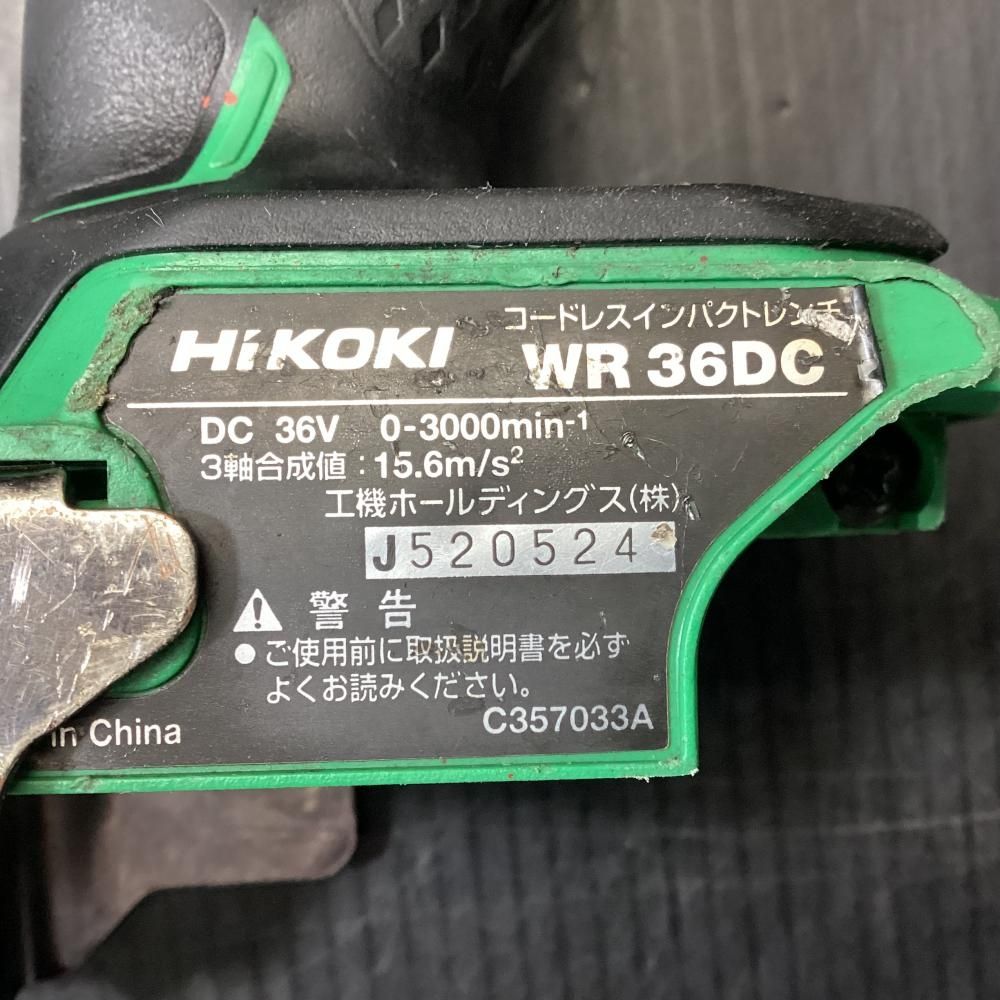 コードレスインパクトレンチ
HiKOKI WR 36DC
DC 36V 0-3000min-1
3軸合成値：15.6m/s²
工機ホールディングス(株)
J520524
警告
●ご使用前に取扱説明書を必ず
よくお読みください。
C357033A
in China